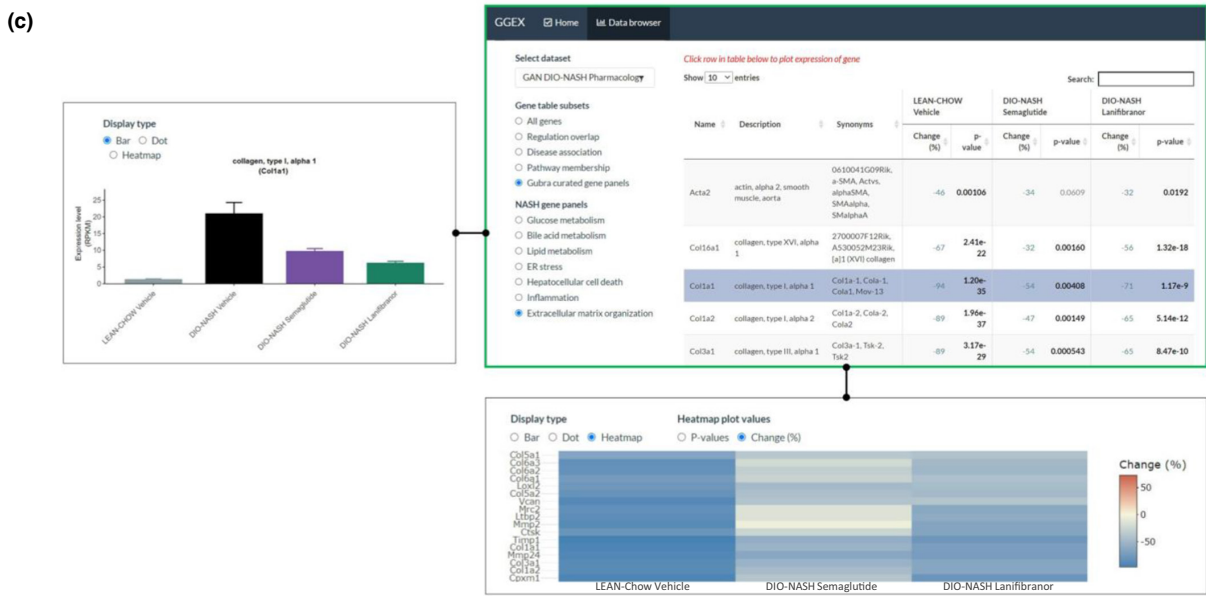 (c)
GGEX Home Data browser
Select dataset
GAN DIO-NASH Pharmacology
Gene table subsets
All genes
Regulation overlap
Disease association
Pathway membership
Gubra curated gene panels
NASH gene panels
Glucose metabolism
Bile acid metabolism
Lipid metabolism
ER stress
Hepatocellular cell death
Inflammation
Extracellular matrix organization
Click row in table below to plot expression of gene
Show 10 entries
Search:
LEAN-CHOW Vehicle DIO-NASH Semaglutide DIO-NASH Lanifibranor
Name Description Synonyms Change (%) p-value Change (%) p-value Change (%) p-value
Acta2 actin, alpha 2, smooth muscle, aorta 0610041G09Rik, a-SMA, Actvs, alphaSMA, SMAalpha, SMalphaA -46 0.00106 -34 0.0609 -32 0.0192
Col16a1 collagen, type XVI, alpha 1 2700007F12Rik, A530052M23Rik, [a]1 (XVI) collagen -67 2.41e-22 -32 0.00160 -56 1.32e-18
Col1a1 collagen, type I, alpha 1 Col1a-1, Cola-1, Cola1, Mov-13 -94 1.20e-35 -54 0.00408 -71 1.17e-9
Col1a2 collagen, type I, alpha 2 Col1a-2, Cola-2, Cola2 -89 1.96e-37 -47 0.00149 -65 5.14e-12
Col3a1 collagen, type III, alpha 1 Col3a-1, Tsk-2, Tsk2 -89 3.17e-29 -54 0.000543 -65 8.47e-10
Display type
Bar Dot
Heatmap
collagen, type I, alpha 1
(Col1a1)
Expression level
(RPKM)
25
20
15
10
5
0
LEAN-CHOW Vehicle
DIO-NASH Vehicle
DIO-NASH Semaglutide
DIO-NASH Lanifibranor
Display type Heatmap plot values
Bar Dot Heatmap P-values Change (%)
Col5a1
Col6a3
Col6a2
Col6a1
Loxl2
Col5a2
Vcan
Mrc2
Ltbp2
Mmp2
Ctsk
Timp1
Col1a1
Mmp24
Col3a1
Col1a2
Cpxm1
LEAN-Chow Vehicle DIO-NASH Semaglutide DIO-NASH Lanifibranor
Change (%)
50
0
-50